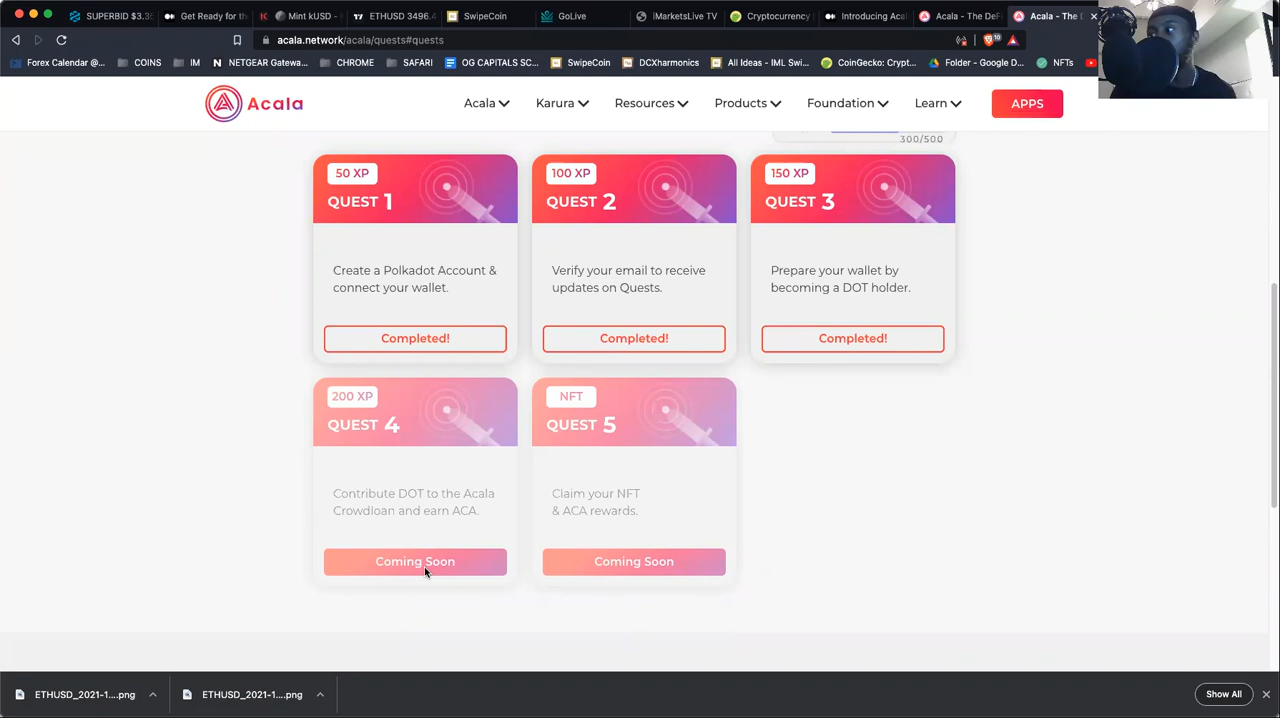 SUPERBID $3.3
Get Ready for the
Mint kUSD -
ETHUSD 3496.4
SwipeCoin
GoLive
iMarketsLive TV
Cryptocurrency
Introducing Aca
Acala - The DeF
Acala - The D
acala.network/acala/quests#quests
10
Forex Calendar @...
COINS
IM
NETGEAR Gatewa...
CHROME
SAFARI
OG CAPITALS SC...
SwipeCoin
DCXharmonics
All Ideas - IML Swi...
CoinGecko: Crypt...
Folder - Google D...
NFTs
Acala
Acala
Karura
Resources
Products
Foundation
Learn
APPS
300/500
50 XP
QUEST 1
Create a Polkadot Account &
connect your wallet.
Completed!
100 XP
QUEST 2
Verify your email to receive
updates on Quests.
Completed!
150 XP
QUEST 3
Prepare your wallet by
becoming a DOT holder.
Completed!
200 XP
QUEST 4
Contribute DOT to the Acala
Crowdloan and earn ACA.
Coming Soon
NFT
QUEST 5
Claim your NFT
& ACA rewards.
Coming Soon
ETHUSD_2021-1....png
ETHUSD_2021-1....png
Show All